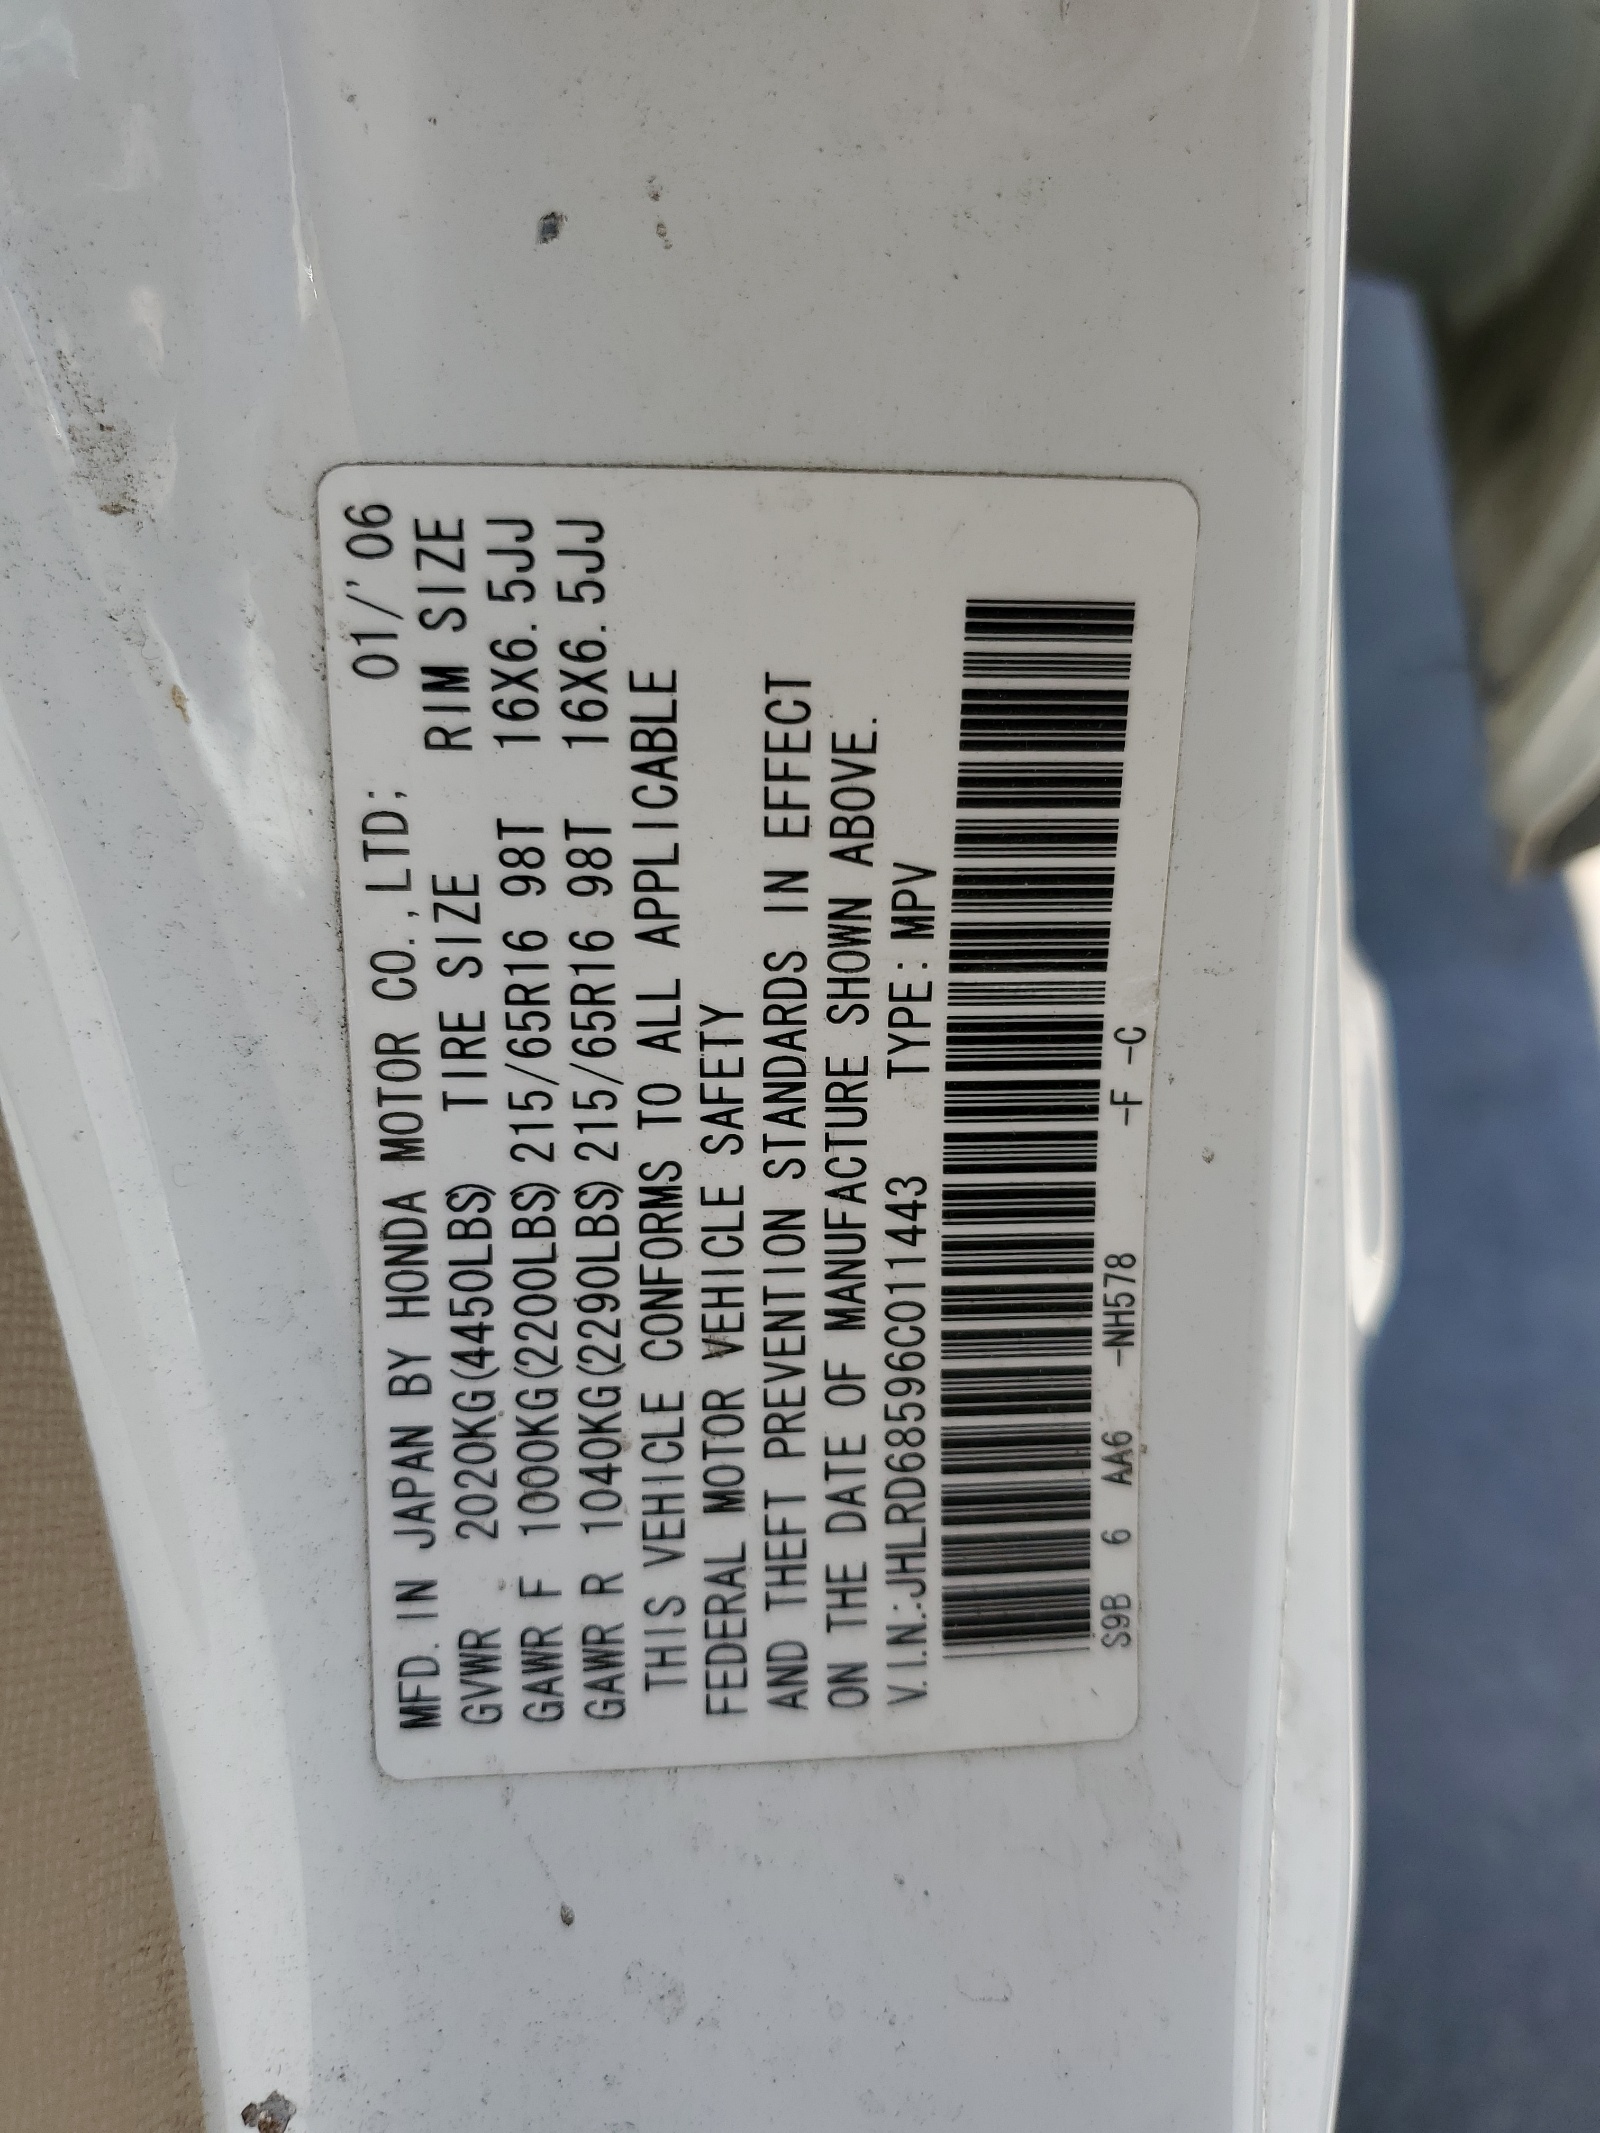 MFD. IN JAPAN BY HONDA MOTOR CO.,LTD; 01/'06
GVWR 2020KG(4450LBS) TIRE SIZE RIM SIZE
GAWR F 1000KG(2200LBS) 215/65R16 98T 16X6.5JJ
GAWR R 1040KG(2290LBS) 215/65R16 98T 16X6.5JJ
THIS VEHICLE CONFORMS TO ALL APPLICABLE
FEDERAL MOTOR VEHICLE SAFETY
AND THEFT PREVENTION STANDARDS IN EFFECT
ON THE DATE OF MANUFACTURE SHOWN ABOVE.
V.I.N.:JHLRD68596C011443 TYPE:MPV
S9B 6 AA6 -NH578 -F -C